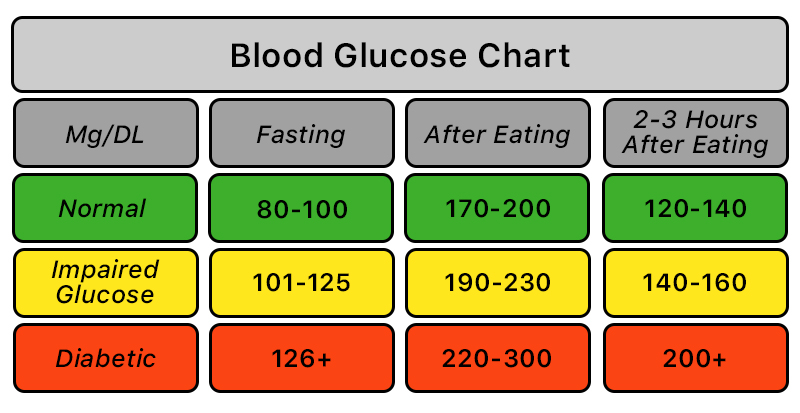 Blood Glucose Chart
Mg/DL Fasting After Eating 2-3 Hours
After Eating
Normal 80-100 170-200 120-140
Impaired
Glucose 101-125 190-230 140-160
Diabetic 126+ 220-300 200+